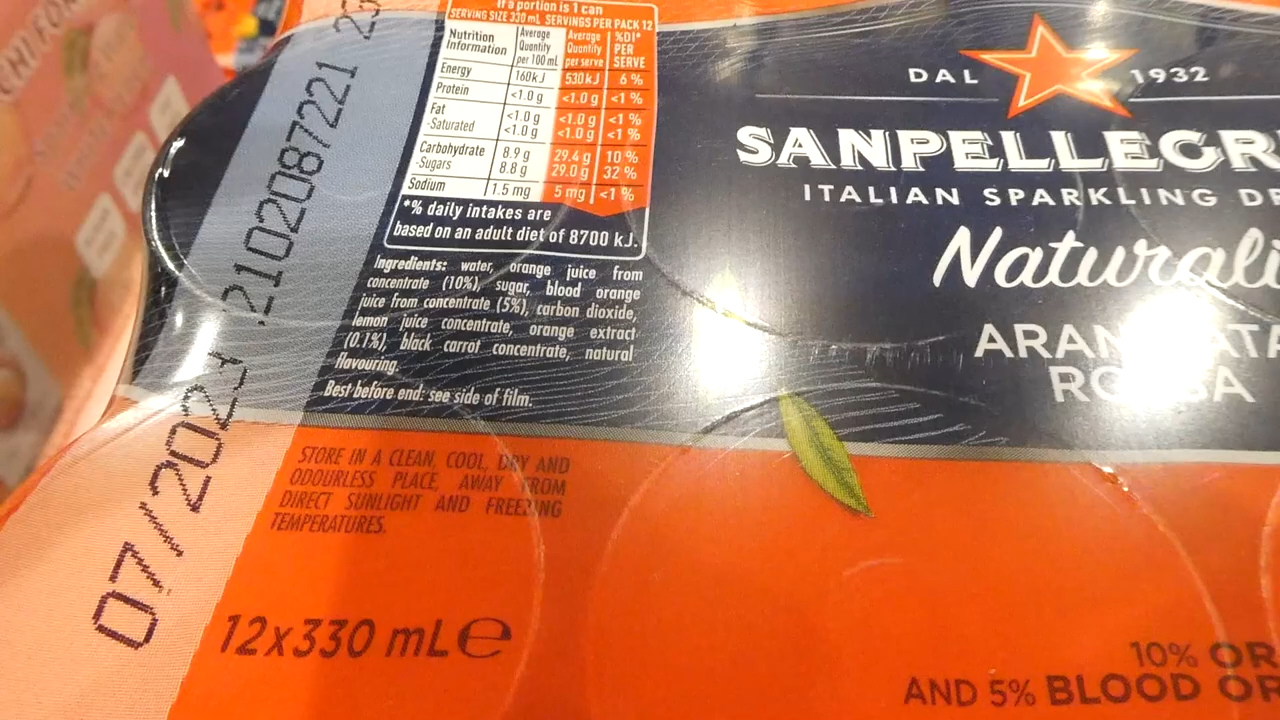 If a portion is 1 can
SERVING SIZE 330 mL SERVINGS PER PACK 12
Nutrition Information Average Quantity per 100 mL Average Quantity per serve %DI* PER SERVE
Energy 160kJ 530kJ 6 %
Protein <1.0 g <1.0 g <1 %
Fat <1.0 g <1.0 g <1 %
-Saturated <1.0 g <1.0 g <1 %
Carbohydrate 8.9 g 29.4 g 10 %
-Sugars 8.8 g 29.0 g 32 %
Sodium 1.5 mg 5 mg <1 %
*% daily intakes are
based on an adult diet of 8700 kJ.
Ingredients: water, orange juice from
concentrate (10%), sugar, blood orange
juice from concentrate (5%), carbon dioxide,
lemon juice concentrate, orange extract
(0.1%), black carrot concentrate, natural
flavouring.
Best before end: see side of film.
STORE IN A CLEAN, COOL, DRY AND
ODOURLESS PLACE, AWAY FROM
DIRECT SUNLIGHT AND FREEZING
TEMPERATURES.
12x330 mL e
07/2023 .2102087221 23
DAL 1932
SANPELLEGR
ITALIAN SPARKLING DR
Naturali
ARANCIATA
ROSSA
10% OR
AND 5% BLOOD OR
CHI FOR